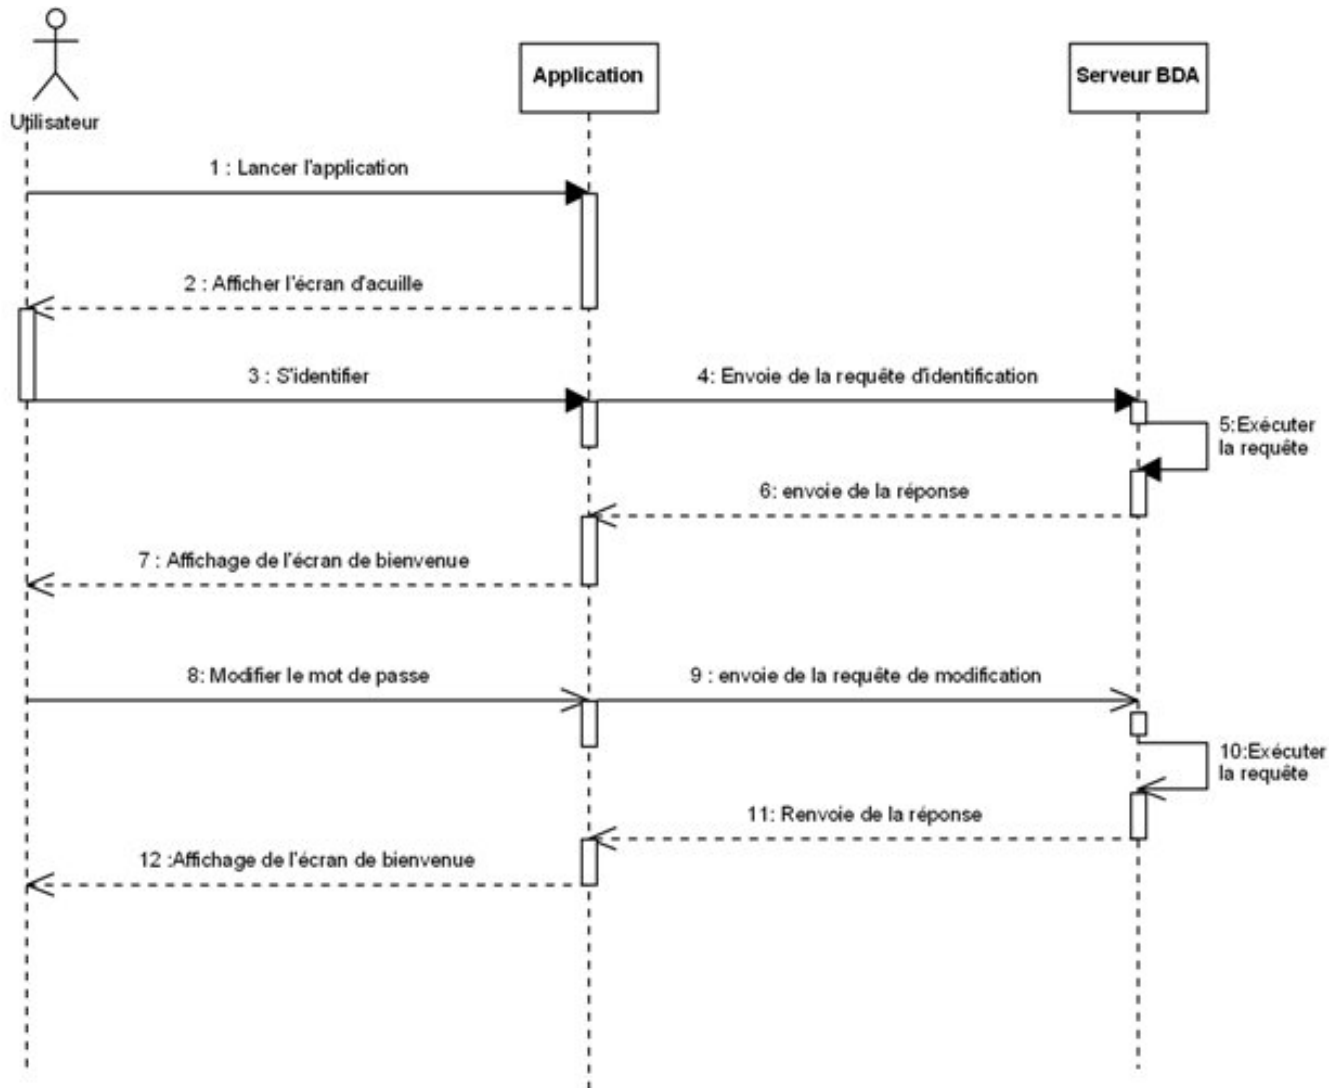 Utilisateur
Application
Serveur BDA
1 : Lancer l'application
2 : Afficher l'écran d'acuille
3 : S'identifier
4: Envoie de la requête d'identification
5:Exécuter
la requête
6: envoie de la réponse
7 : Affichage de l'écran de bienvenue
8: Modifier le mot de passe
9 : envoie de la requête de modification
10:Exécuter
la requête
11: Renvoie de la réponse
12 :Affichage de l'écran de bienvenue